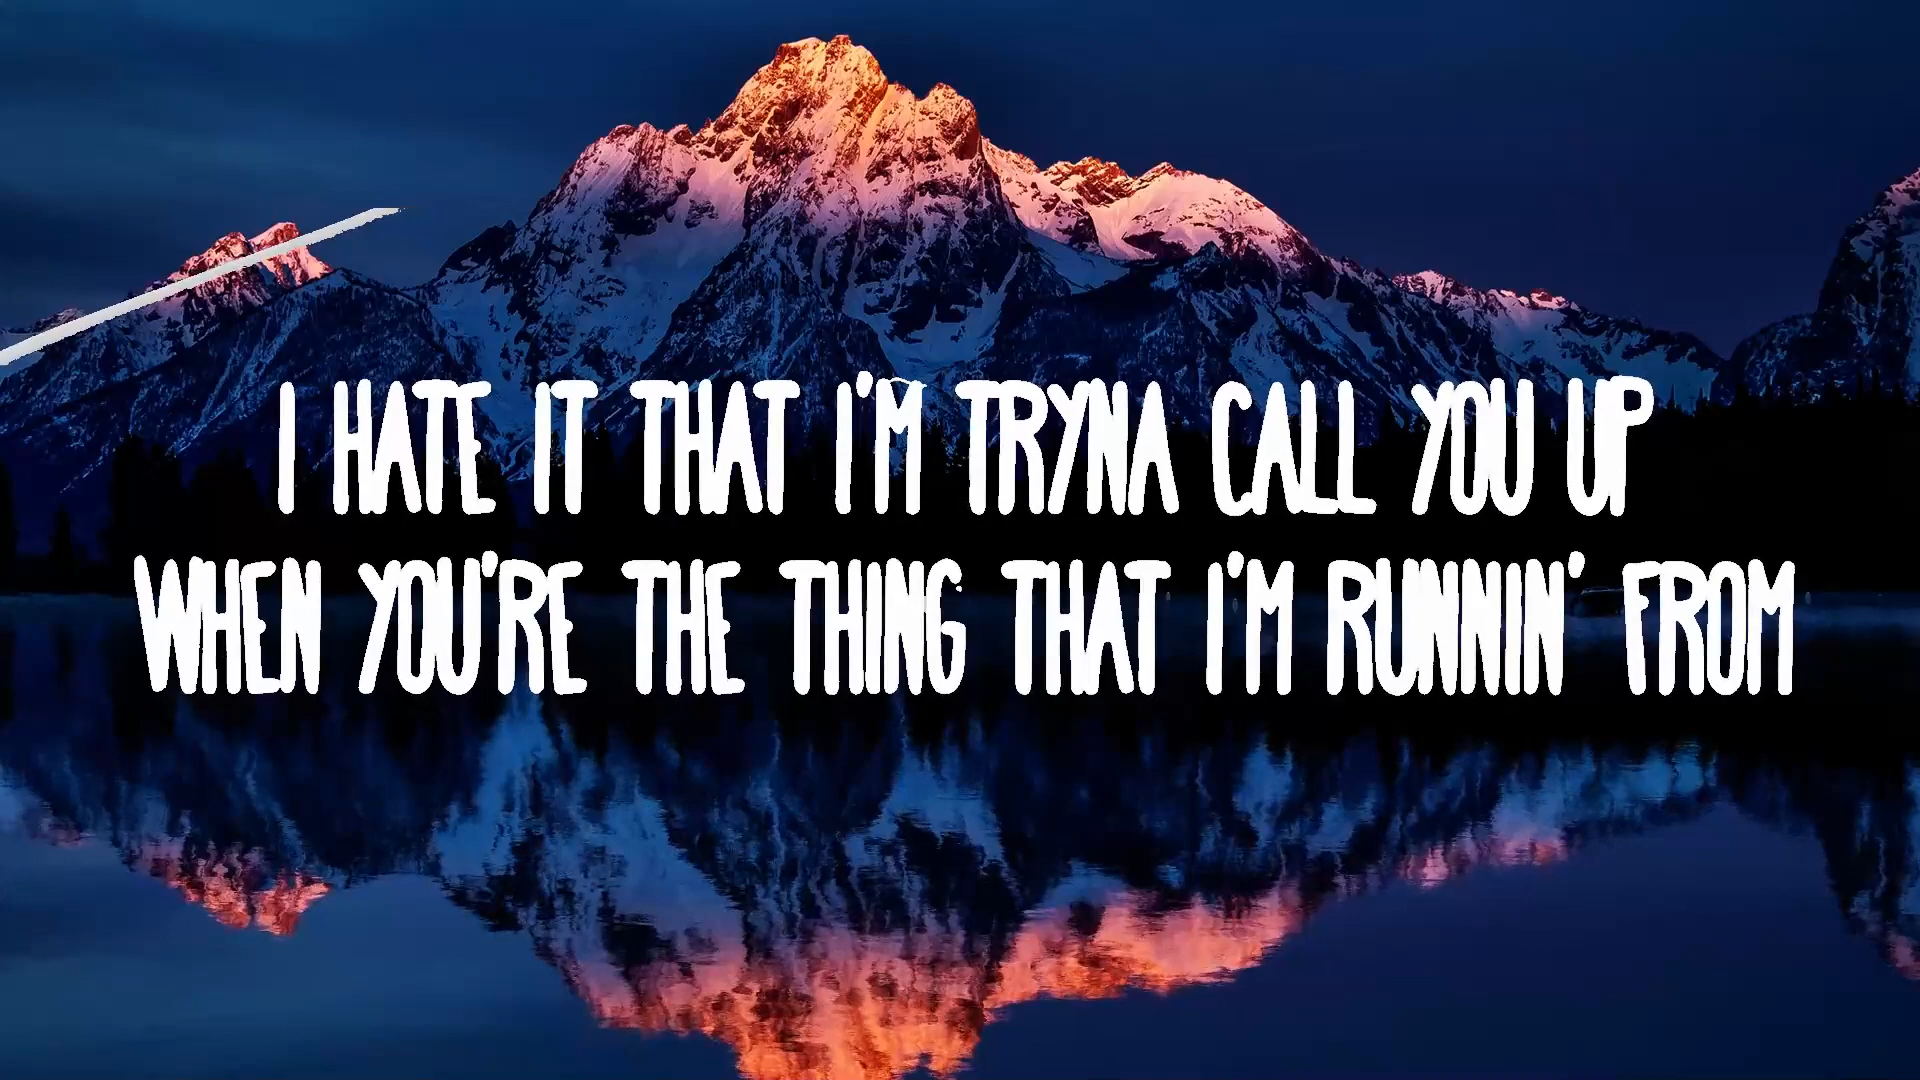 I HATE IT THAT I'M TRYNA CALL YOU UP
WHEN YOU'RE THE THING THAT I'M RUNNIN' FROM